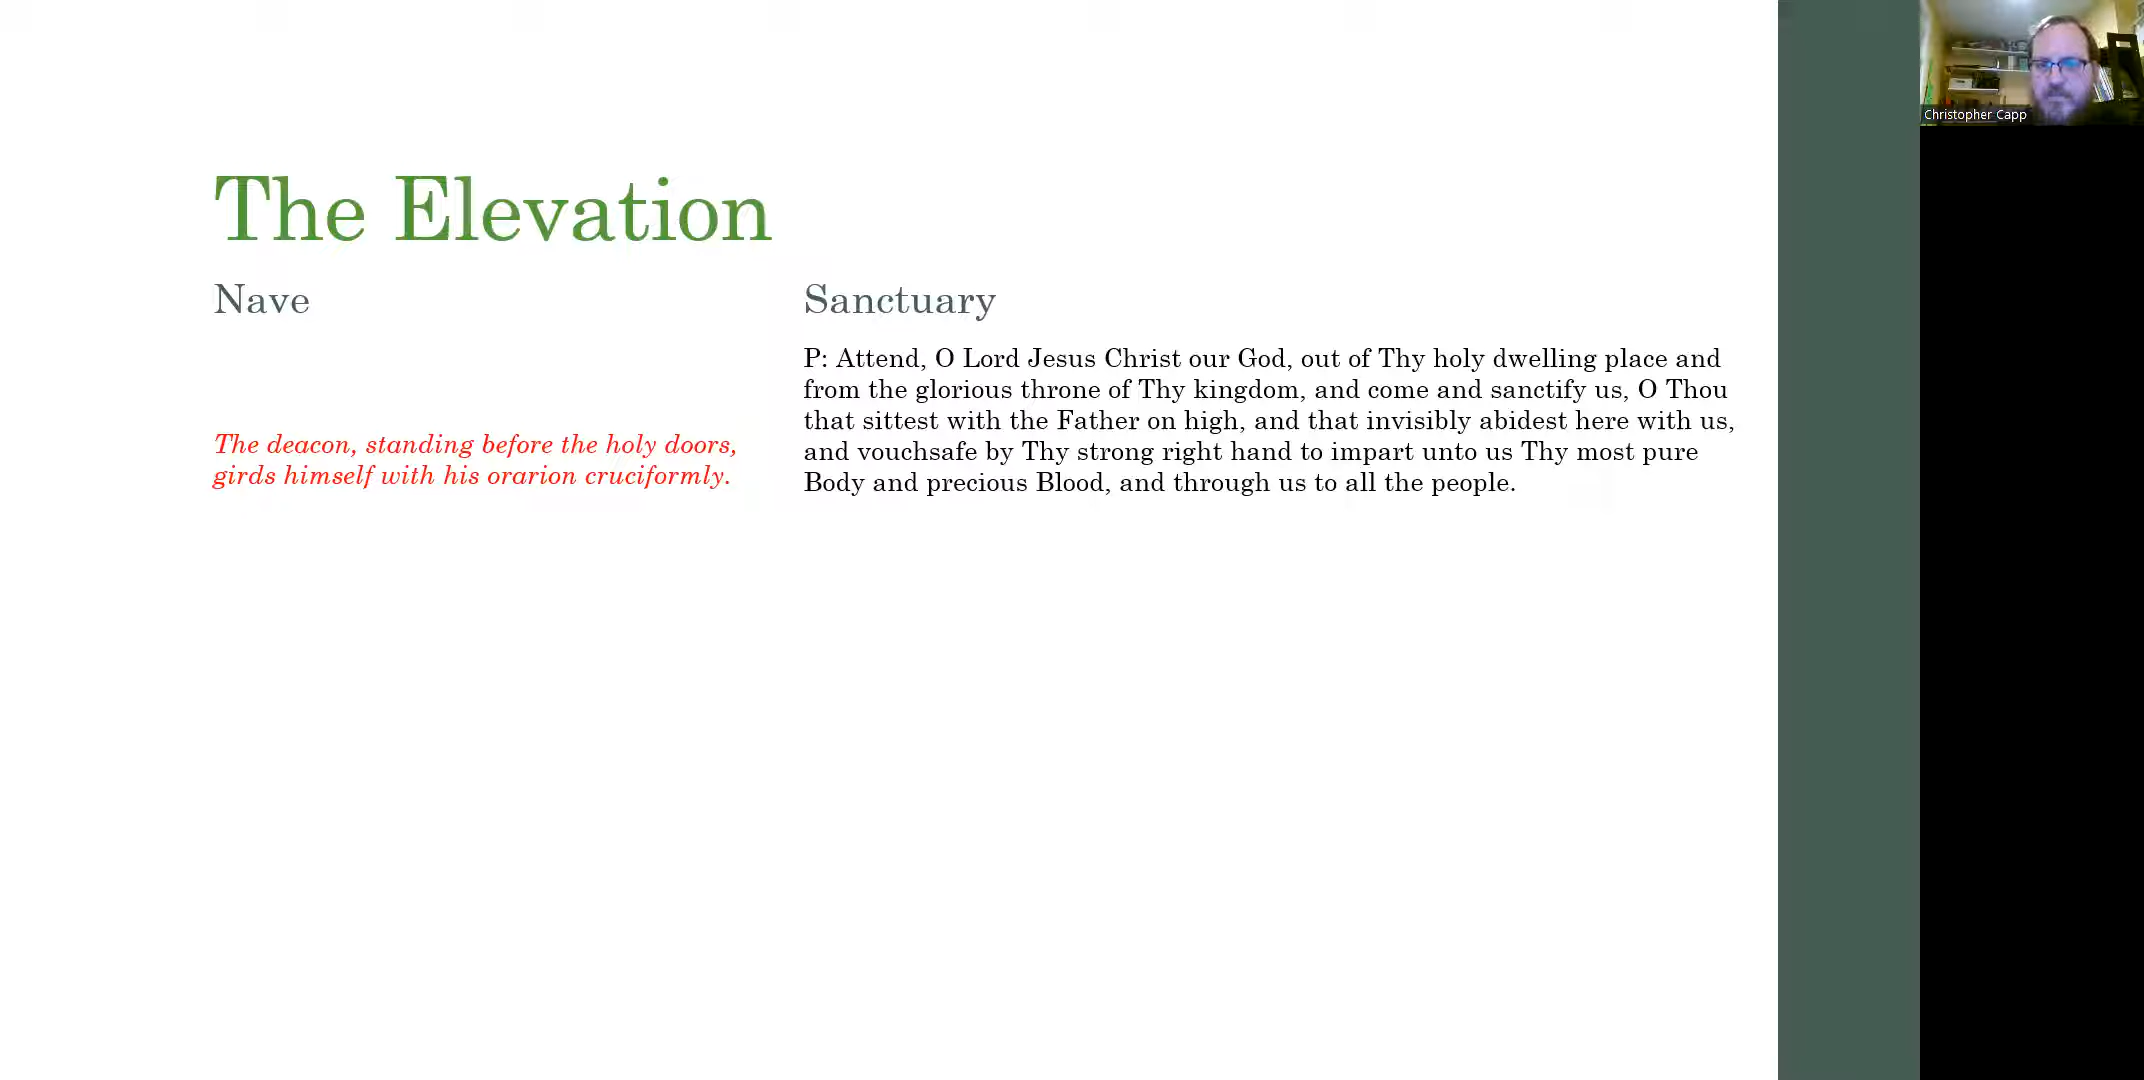 The Elevation
Nave
The deacon, standing before the holy doors,
girds himself with his orarion cruciformly.
Sanctuary
P: Attend, O Lord Jesus Christ our God, out of Thy holy dwelling place and
from the glorious throne of Thy kingdom, and come and sanctify us, O Thou
that sittest with the Father on high, and that invisibly abidest here with us,
and vouchsafe by Thy strong right hand to impart unto us Thy most pure
Body and precious Blood, and through us to all the people.
Christopher Capp